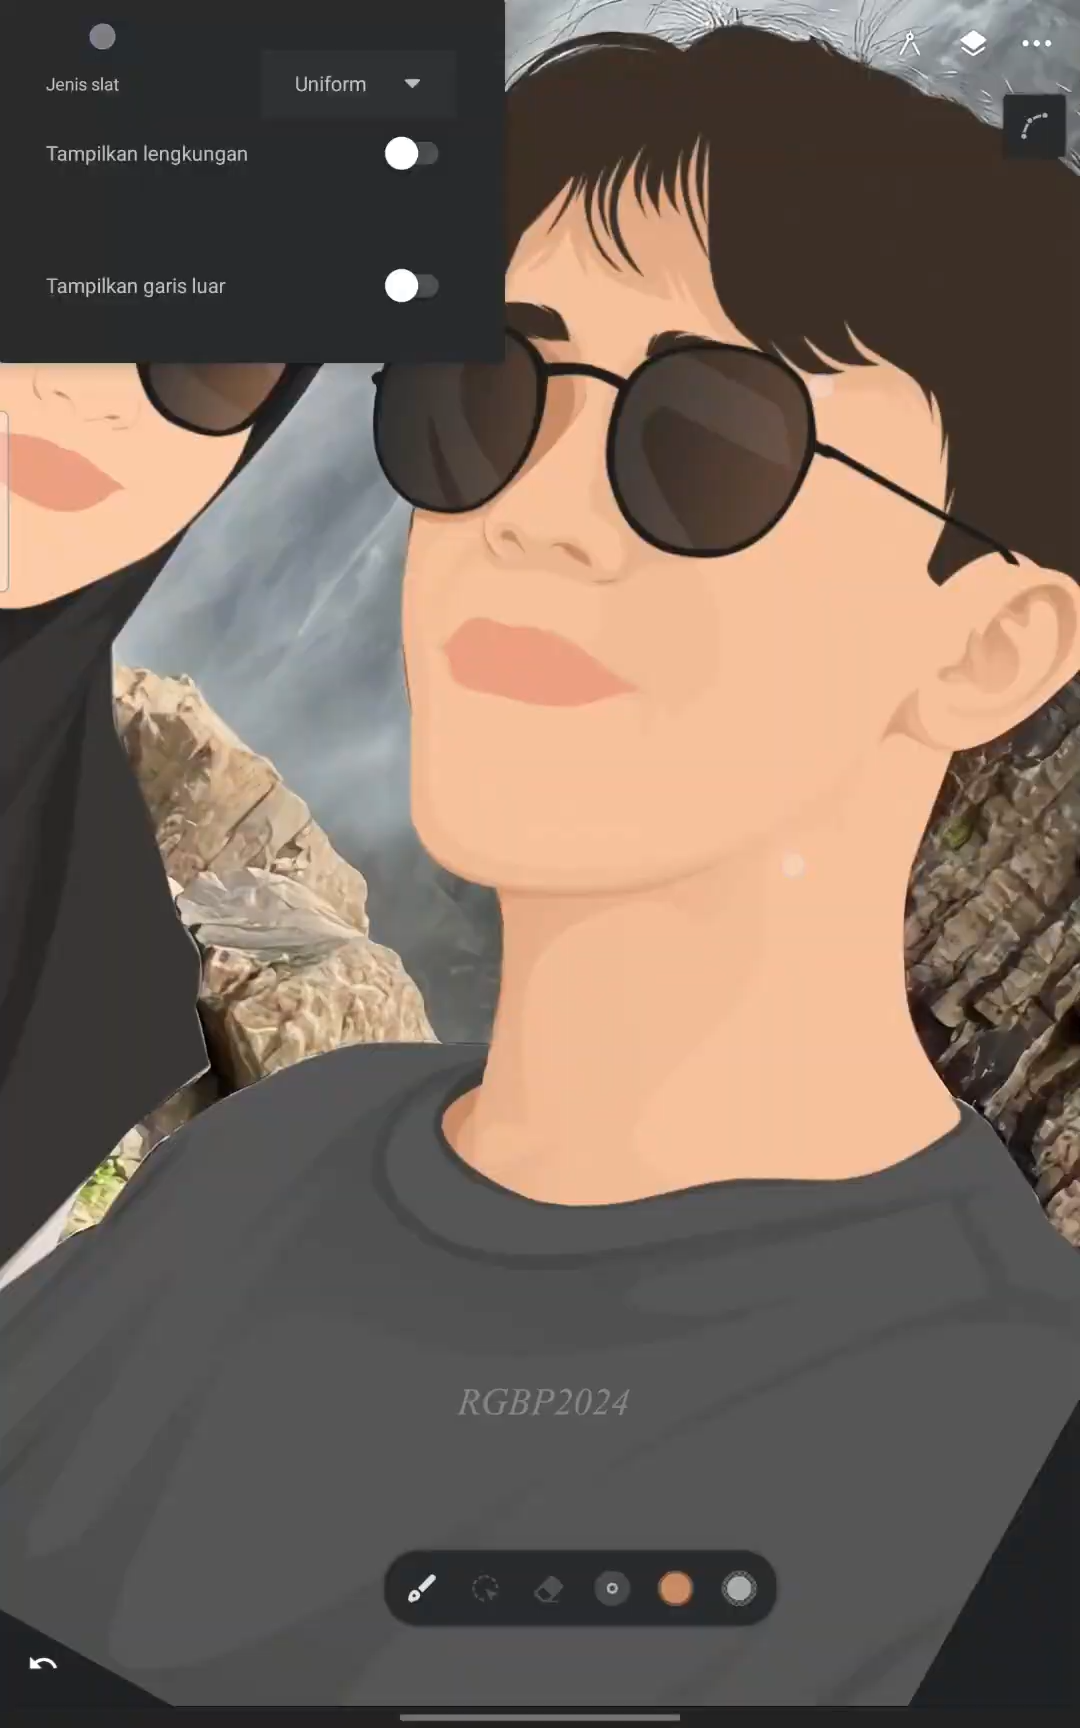 Jenis slat
Uniform
Tampilkan lengkungan
Tampilkan garis luar
RGBP2024